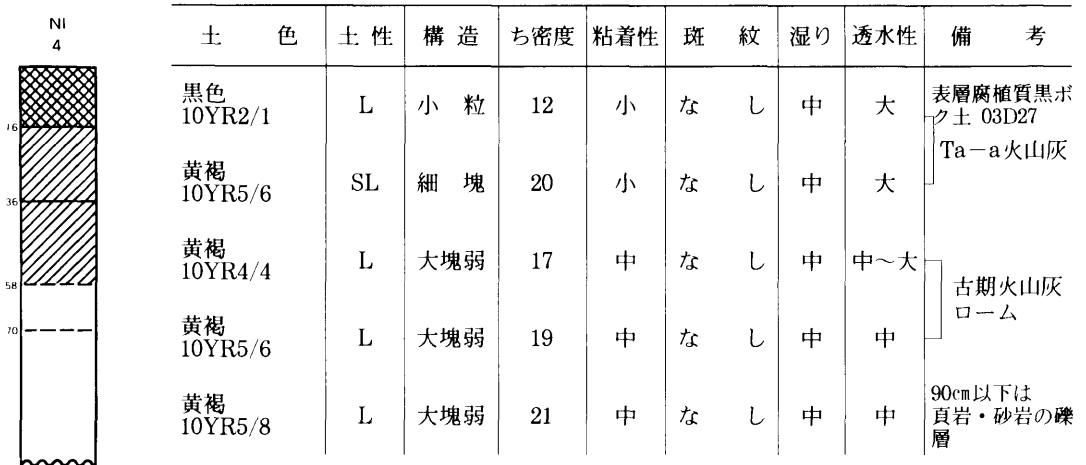 NI
4
16
36
58
70
土 色 土性 構造 ち密度 粘着性 斑紋 湿り 透水性 備考
黒色
10YR2/1 L 小粒 12 小 なし 中 大 表層腐植質黒ボ
ク土 03D27
Ta-a火山灰
黄褐
10YR5/6 SL 細塊 20 小 なし 中 大
黄褐
10YR4/4 L 大塊弱 17 中 なし 中 中～大
古期火山灰
ローム
黄褐
10YR5/6 L 大塊弱 19 中 なし 中 中
黄褐
10YR5/8 L 大塊弱 21 中 なし 中 中 90cm以下は
頁岩・砂岩の礫
層